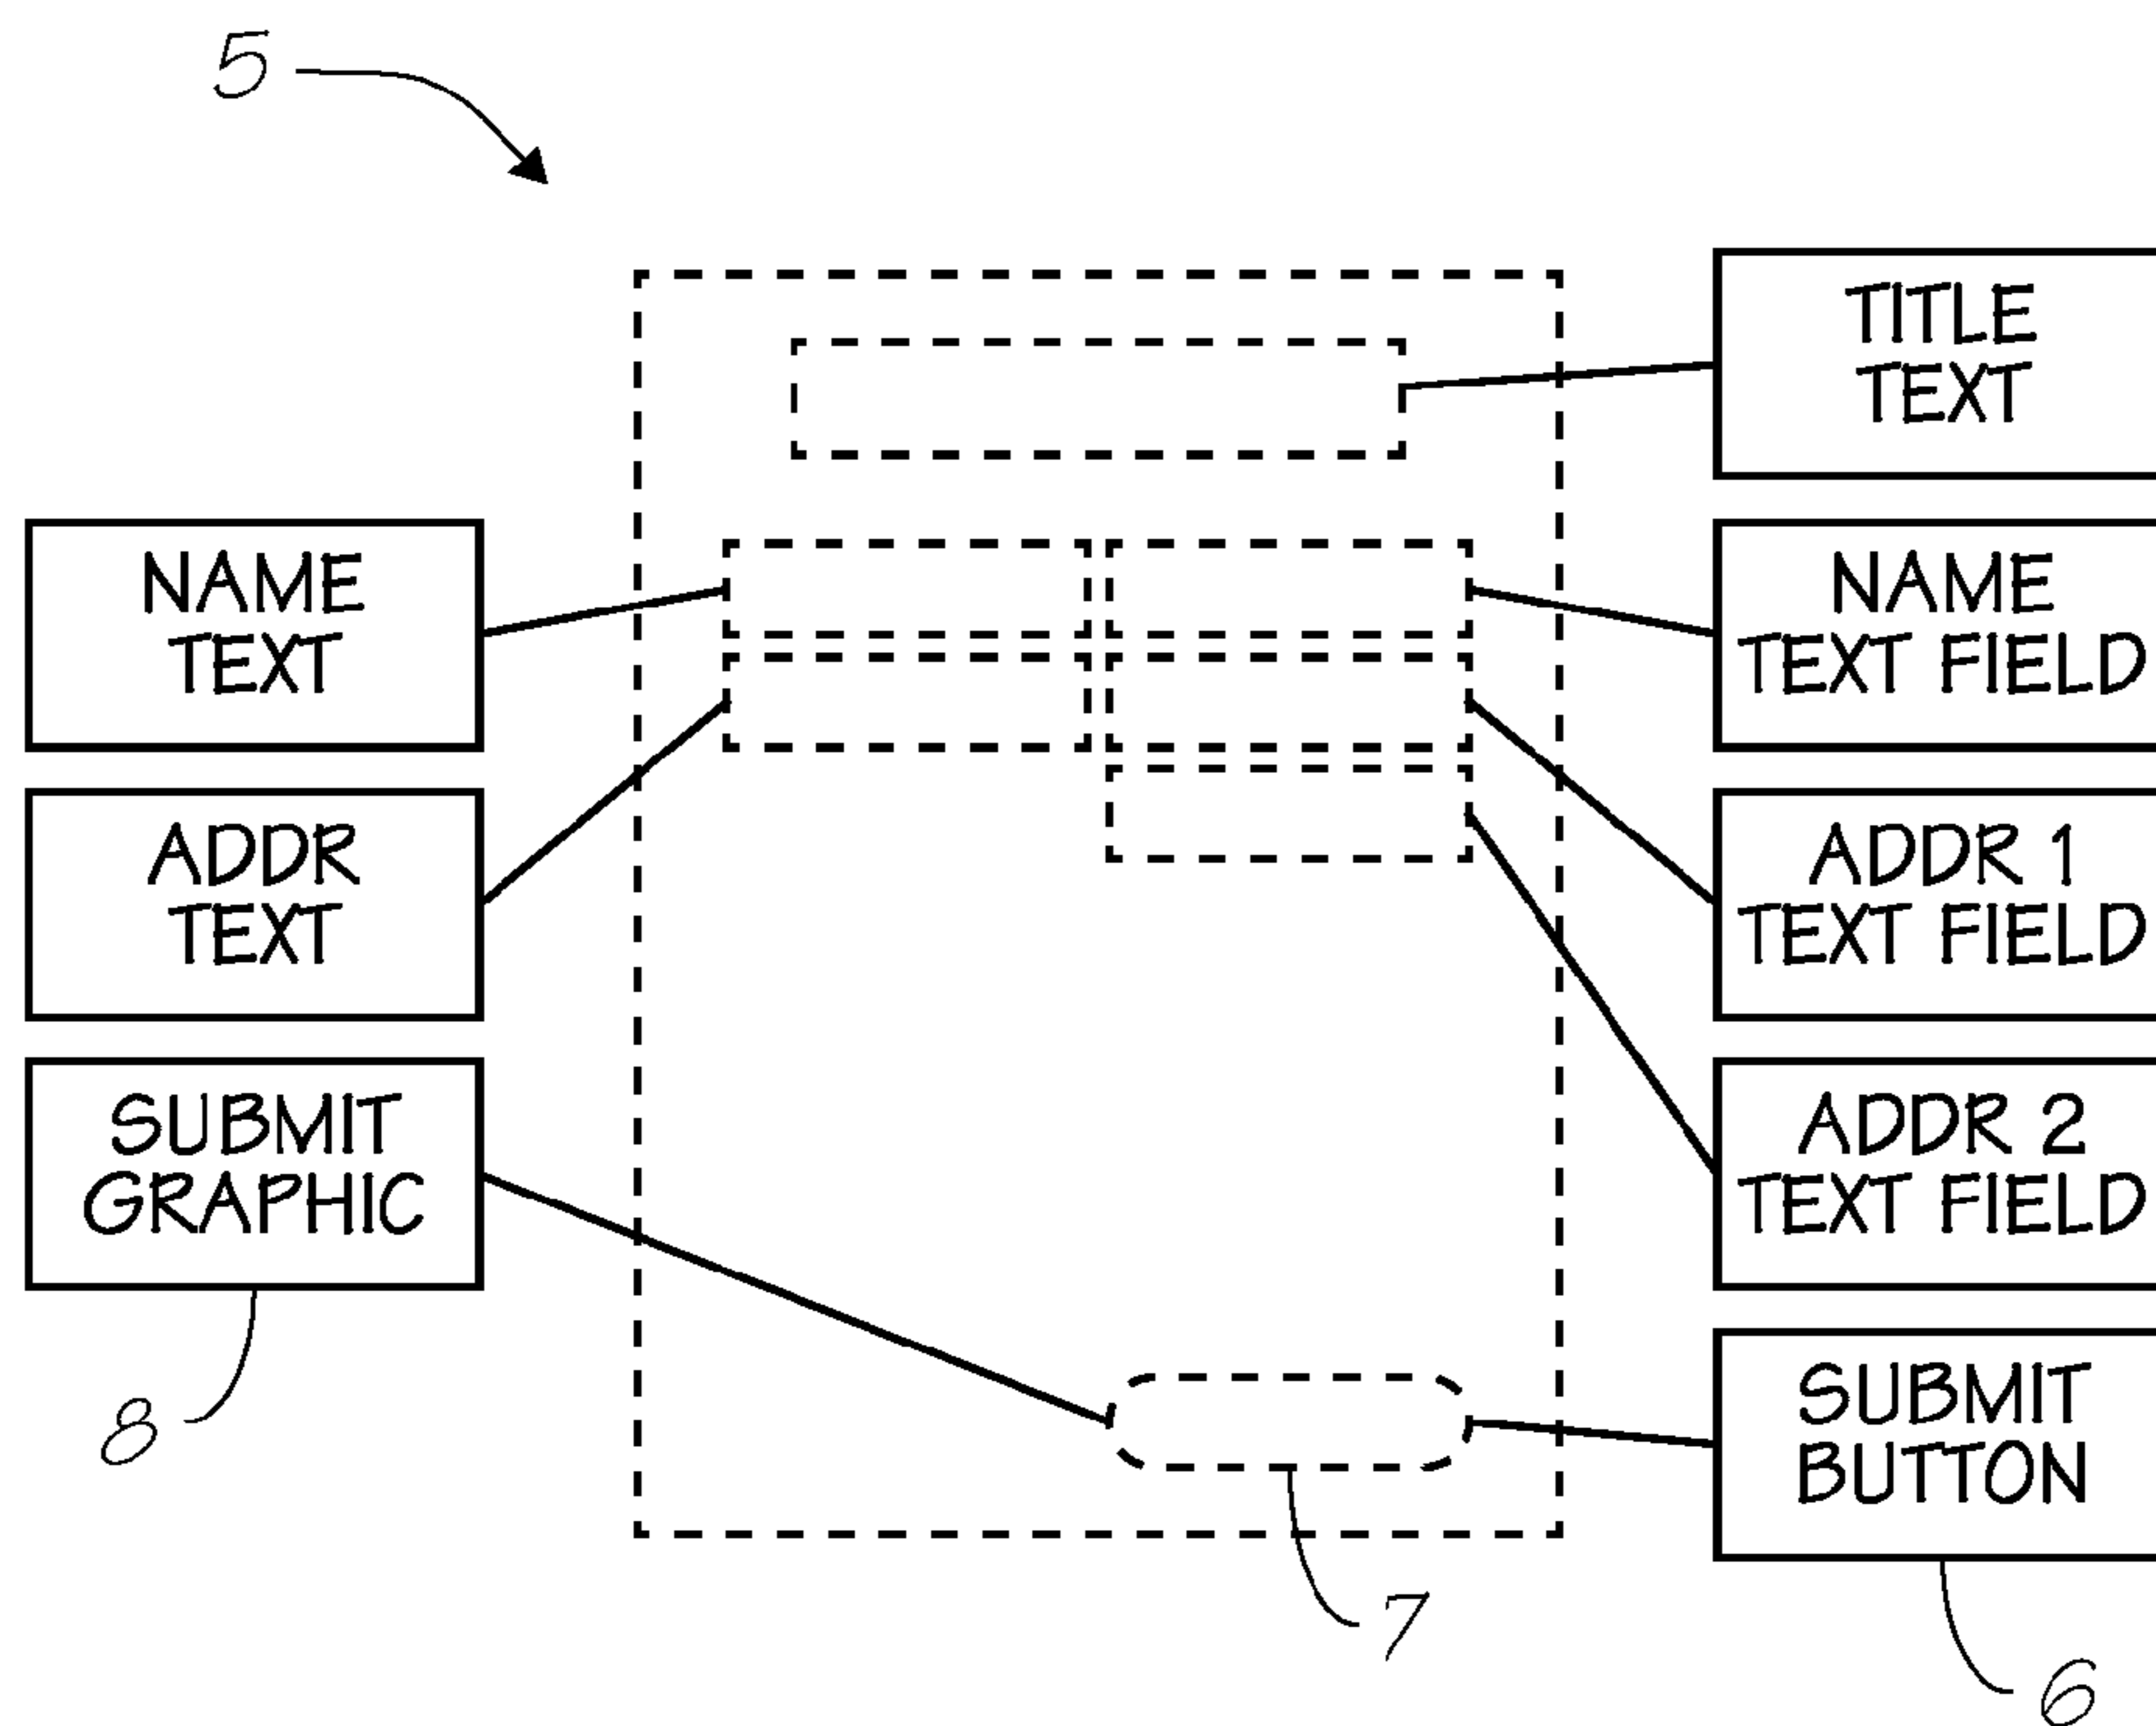 5
TITLE
TEXT
NAME
TEXT
NAME
TEXT FIELD
ADDR
TEXT
ADDR 1
TEXT FIELD
SUBMIT
GRAPHIC
ADDR 2
TEXT FIELD
8
SUBMIT
BUTTON
7
6